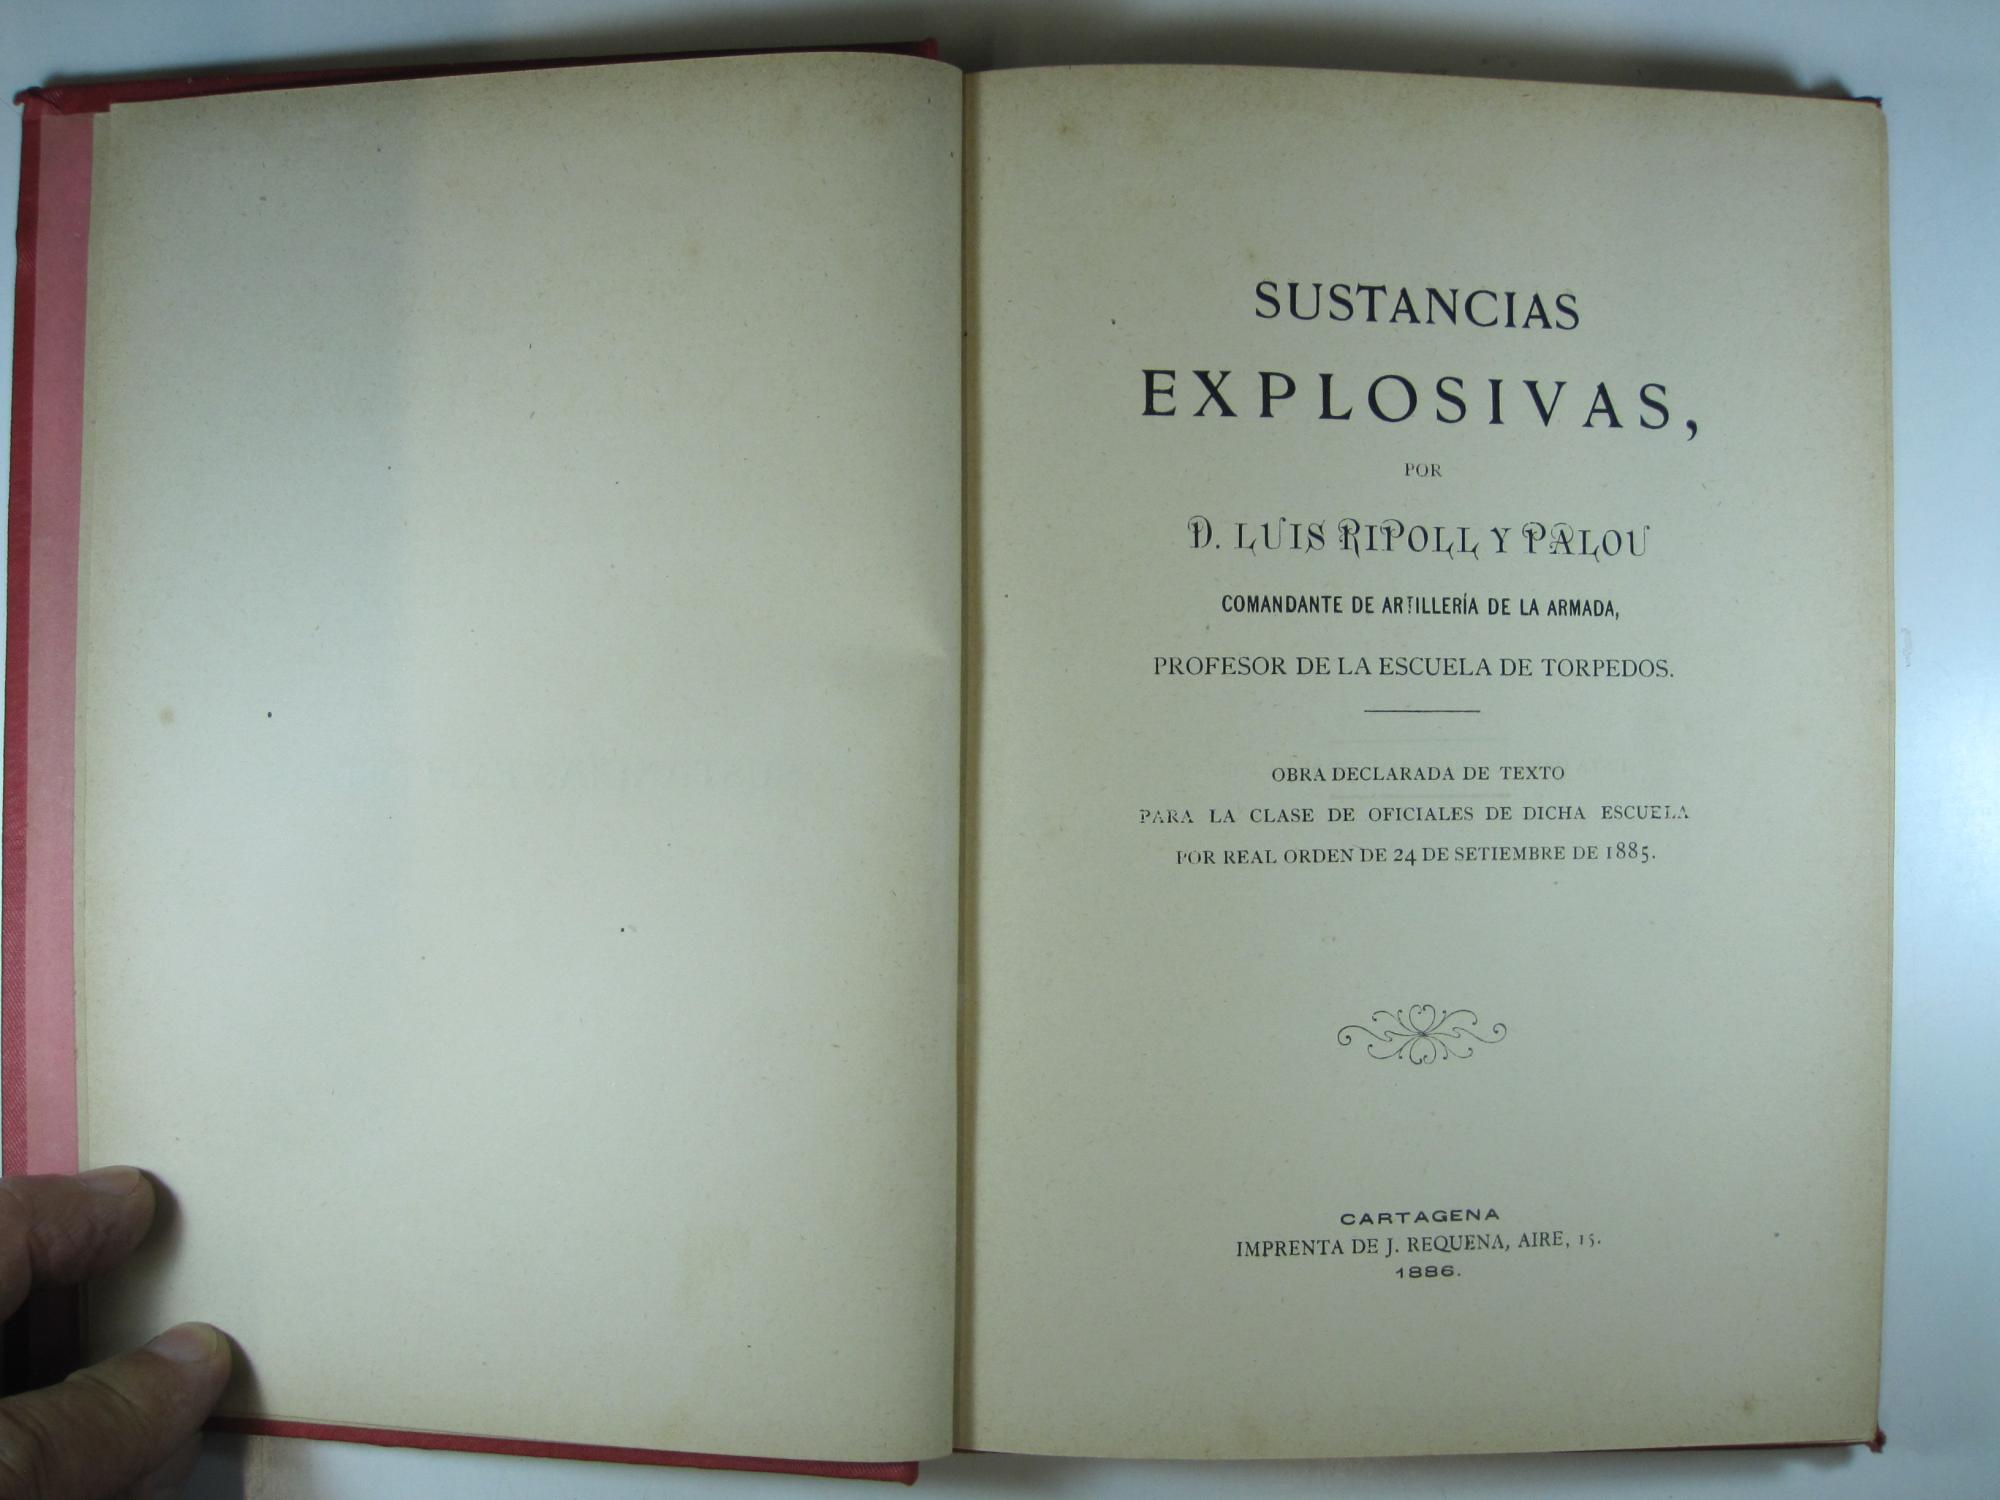 SUSTANCIAS
EXPLOSIVAS,
POR
D. LUIS RIPOLL Y PALOU
COMANDANTE DE ARTILLERÍA DE LA ARMADA,
PROFESOR DE LA ESCUELA DE TORPEDOS.
OBRA DECLARADA DE TEXTO
PARA LA CLASE DE OFICIALES DE DICHA ESCUELA
POR REAL ORDEN DE 24 DE SETIEMBRE DE 1885.
CARTAGENA
IMPRENTA DE J. REQUENA, AIRE, 15.
1886.